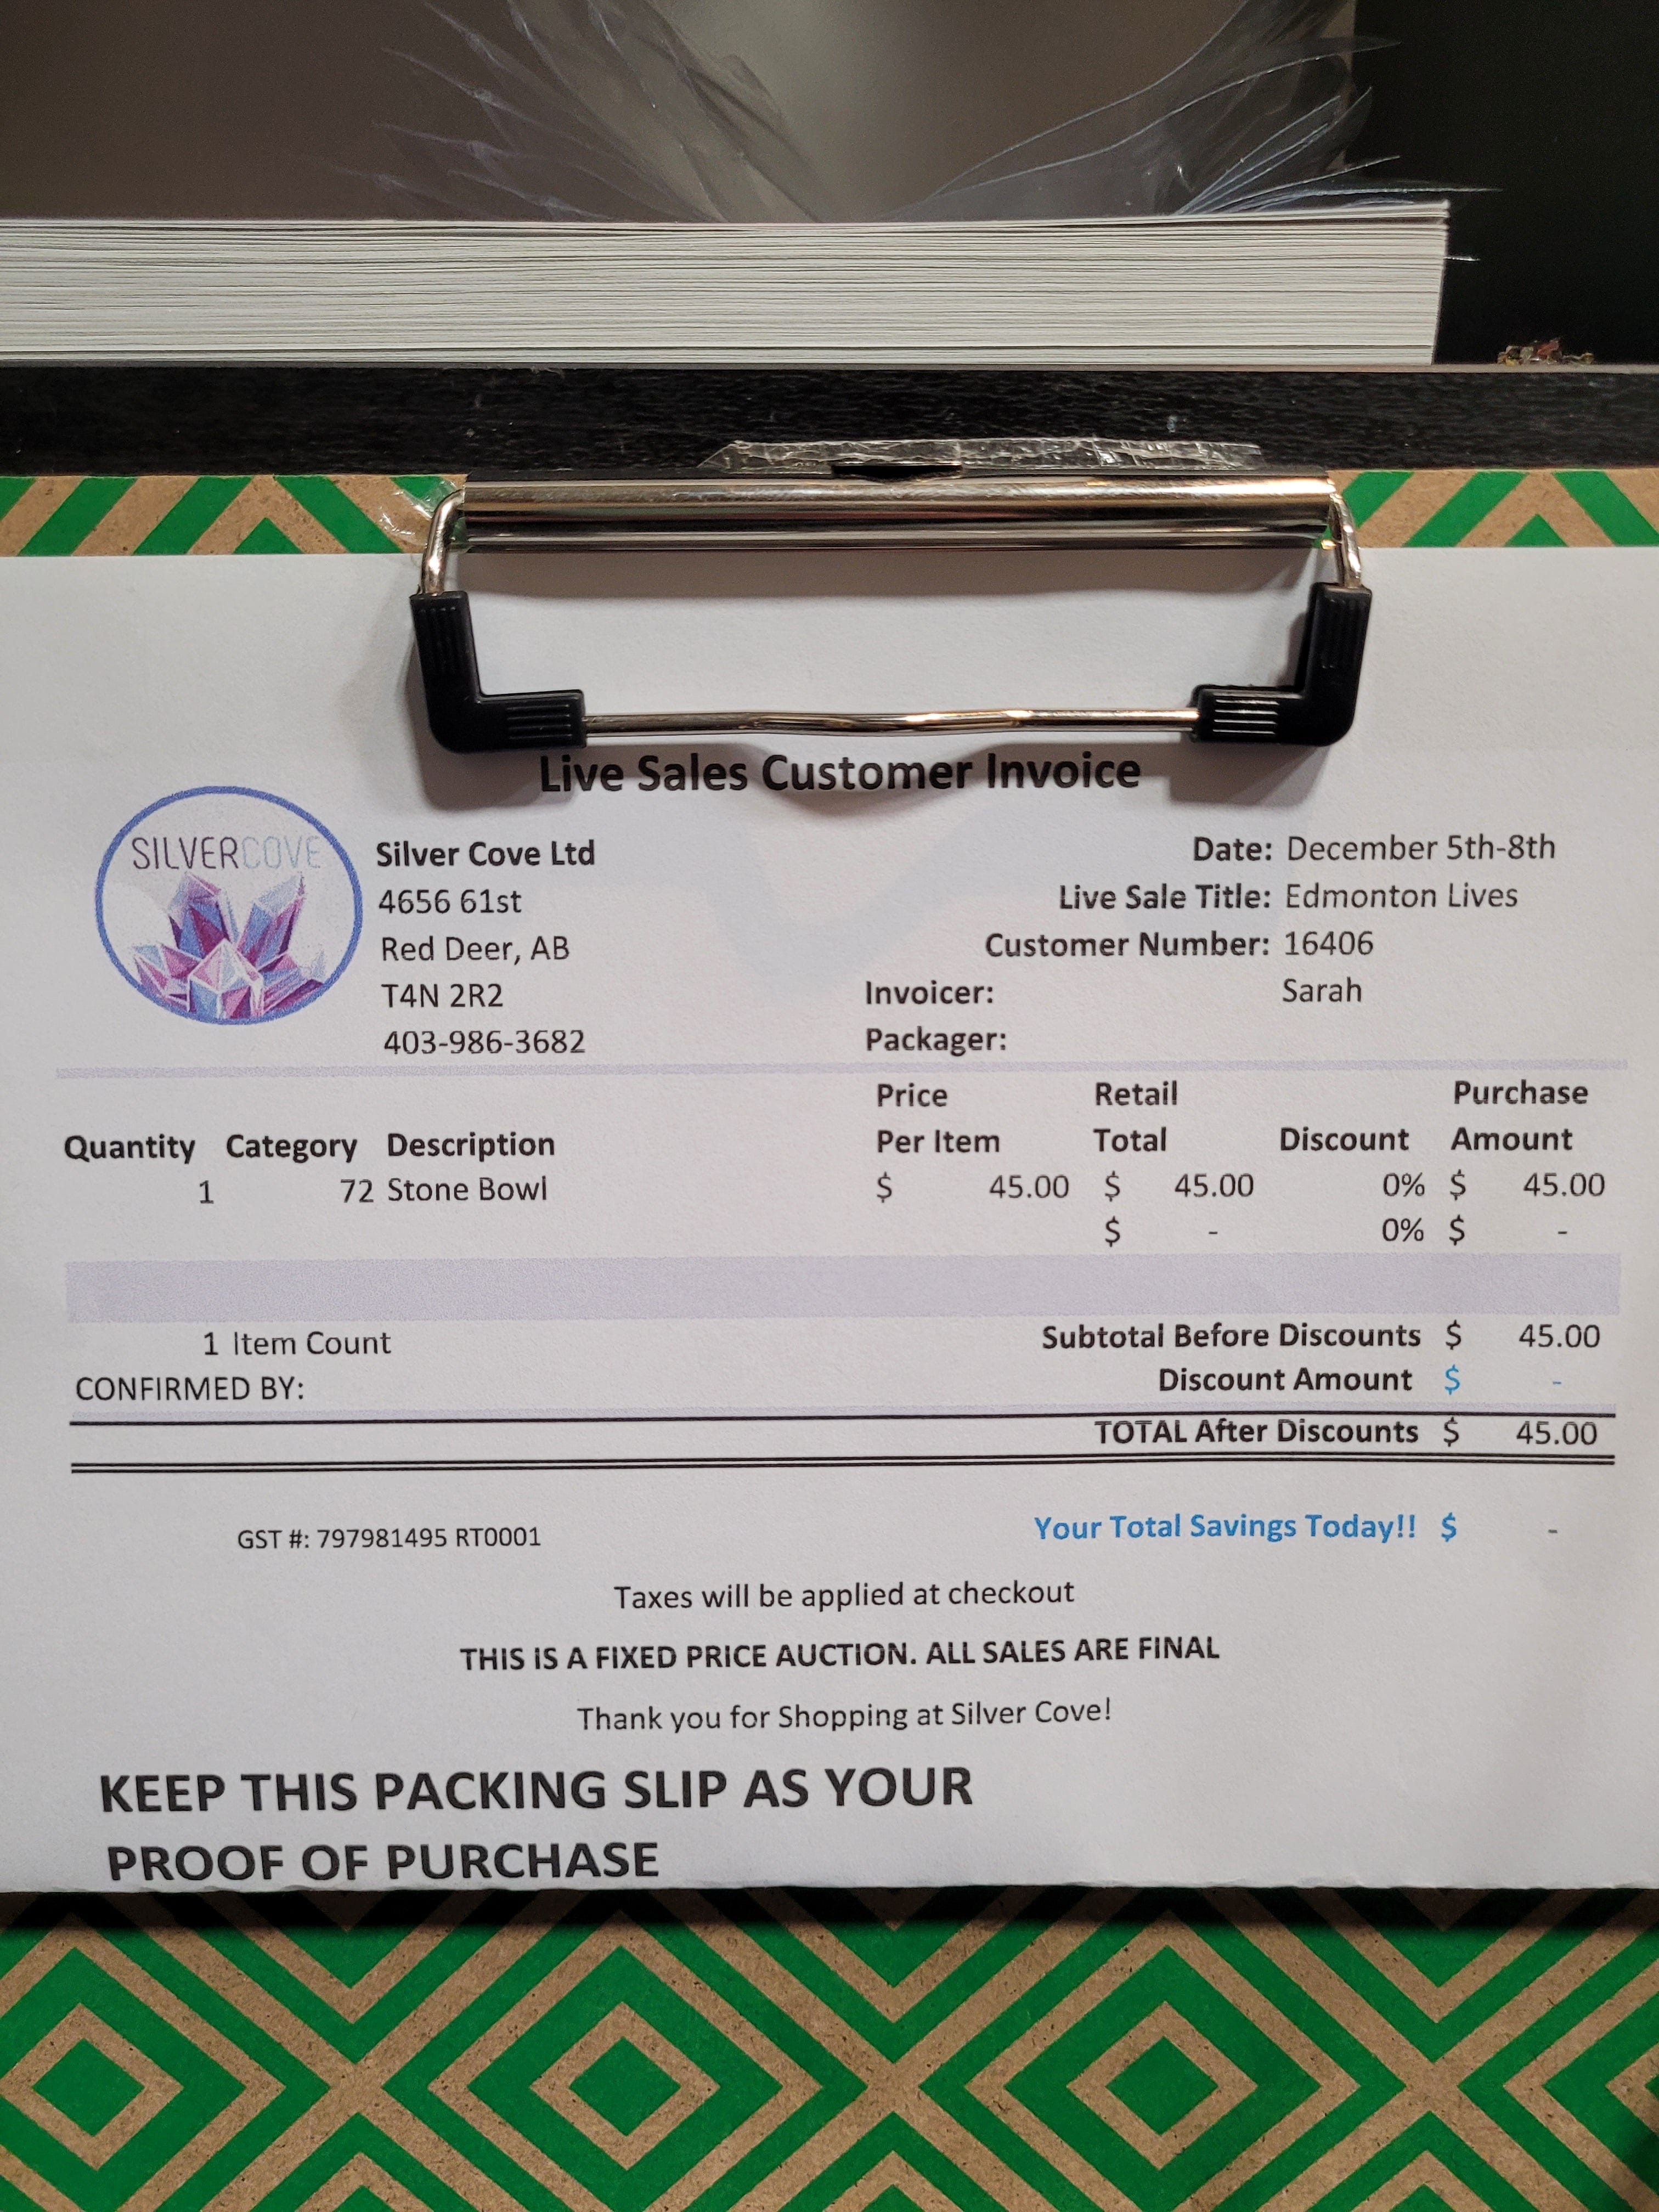 Live Sales Customer Invoice
SILVERCOVE
Silver Cove Ltd
4656 61st
Red Deer, AB
T4N 2R2
403-986-3682
Date: December 5th-8th
Live Sale Title: Edmonton Lives
Customer Number: 16406
Invoicer: Sarah
Packager:
Quantity Category Description Price Per Item Retail Total Discount Purchase Amount
1 72 Stone Bowl $ 45.00 $ 45.00 0% $ 45.00
$ - 0% $ -
1 Item Count
CONFIRMED BY:
Subtotal Before Discounts $ 45.00
Discount Amount $ -
TOTAL After Discounts $ 45.00
GST #: 797981495 RT0001
Your Total Savings Today!! $ -
Taxes will be applied at checkout
THIS IS A FIXED PRICE AUCTION. ALL SALES ARE FINAL
Thank you for Shopping at Silver Cove!
KEEP THIS PACKING SLIP AS YOUR
PROOF OF PURCHASE